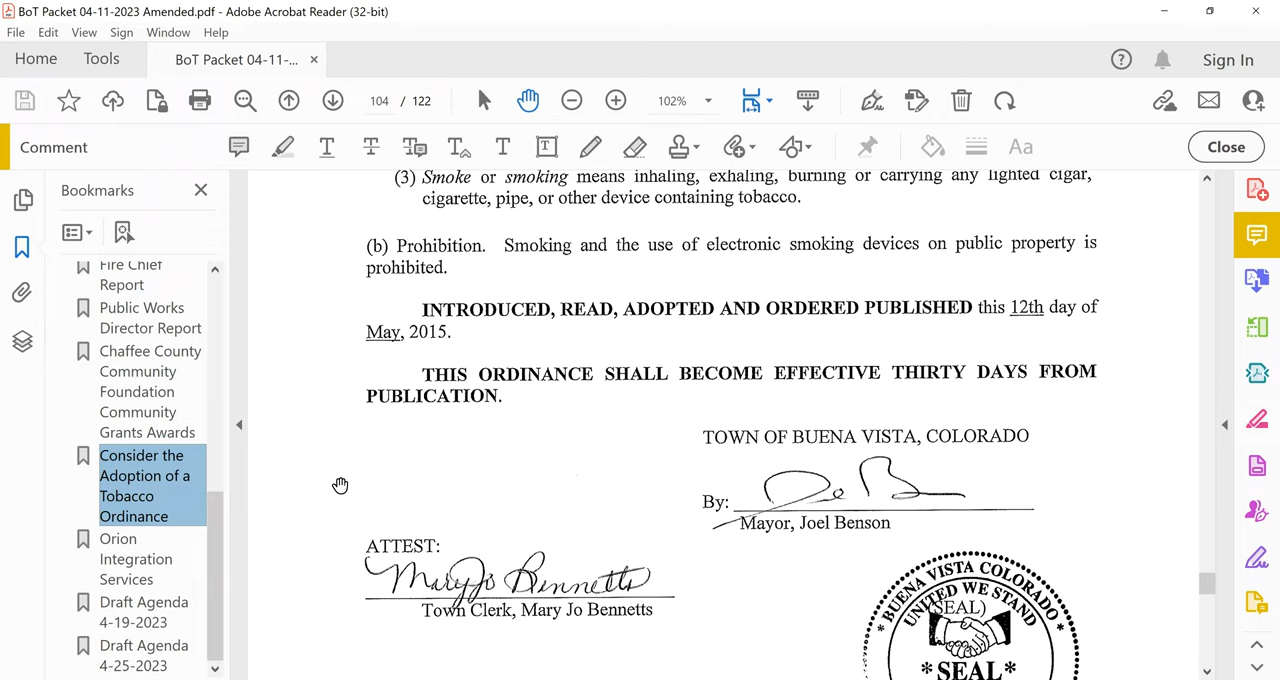 BoT Packet 04-11-2023 Amended.pdf - Adobe Acrobat Reader (32-bit)
File Edit View Sign Window Help
Home Tools BoT Packet 04-11-... × Sign In
104 / 122 102%
Comment Close
Bookmarks
Fire Chief
Report
Public Works
Director Report
Chaffee County
Community
Foundation
Community
Grants Awards
Consider the
Adoption of a
Tobacco
Ordinance
Orion
Integration
Services
Draft Agenda
4-19-2023
Draft Agenda
4-25-2023
(3) Smoke or smoking means inhaling, exhaling, burning or carrying any lighted cigar,
cigarette, pipe, or other device containing tobacco.
(b) Prohibition. Smoking and the use of electronic smoking devices on public property is
prohibited.
INTRODUCED, READ, ADOPTED AND ORDERED PUBLISHED this 12th day of
May, 2015.
THIS ORDINANCE SHALL BECOME EFFECTIVE THIRTY DAYS FROM
PUBLICATION.
TOWN OF BUENA VISTA, COLORADO
By:
Mayor, Joel Benson
ATTEST:
Mary Jo Bennetts
Town Clerk, Mary Jo Bennetts
* BUENA VISTA COLORADO *
UNITED WE STAND
(SEAL)
*SEAL*